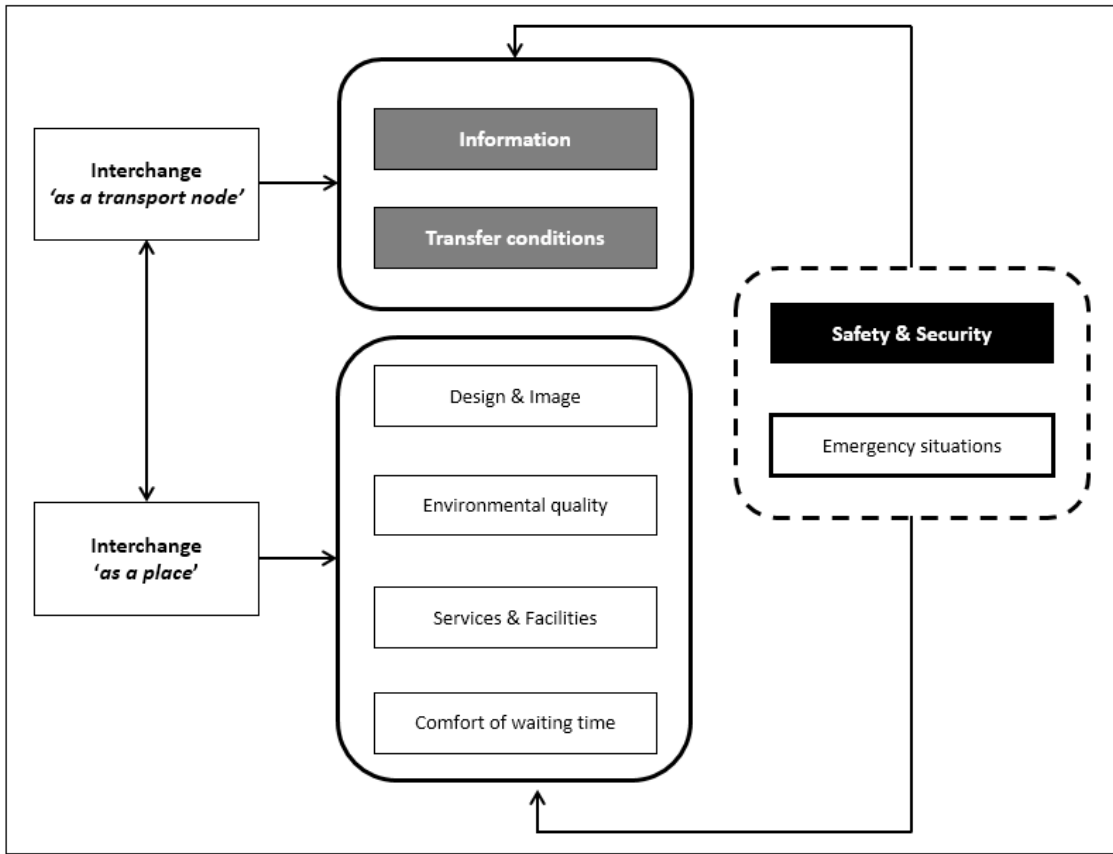 Interchange
‘as a transport node’
Information
Transfer conditions
Safety & Security
Emergency situations
Interchange
‘as a place’
Design & Image
Environmental quality
Services & Facilities
Comfort of waiting time